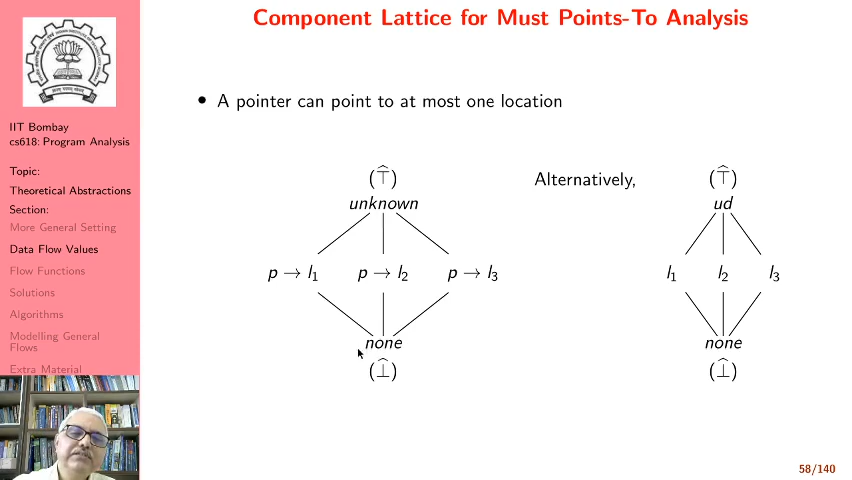 Component Lattice for Must Points-To Analysis
• A pointer can point to at most one location
IIT Bombay
cs618: Program Analysis
Topic:
Theoretical Abstractions
Section:
More General Setting
Data Flow Values
Flow Functions
Solutions
Algorithms
Modelling General
Flows
Extra Material
(⊤̂)
unknown
p → l₁ p → l₂ p → l₃
none
(⊥̂)
Alternatively,
(⊤̂)
ud
l₁ l₂ l₃
none
(⊥̂)
58/140